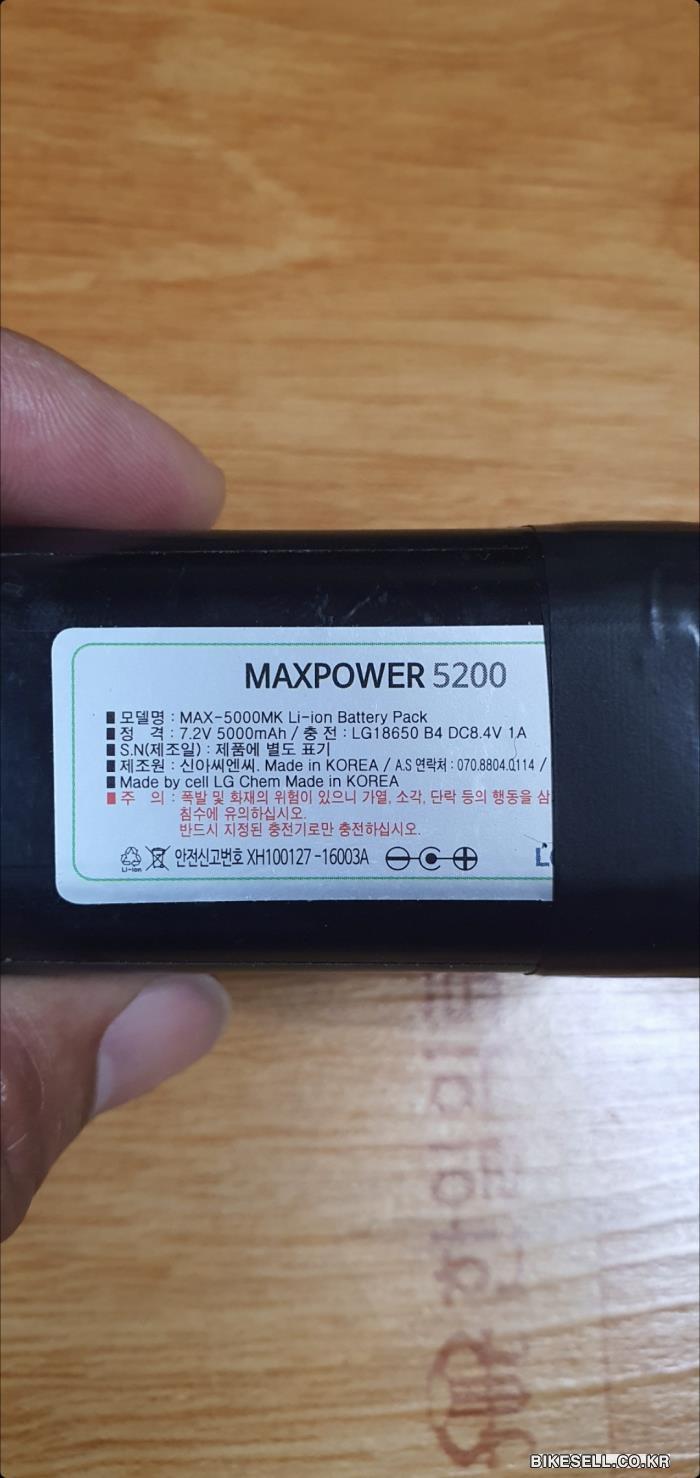 MAXPOWER 5200
■ 모델명 : MAX-5000MK Li-ion Battery Pack
■ 정 격 : 7.2V 5000mAh / 충 전 : LG18650 B4 DC8.4V 1A
■ S.N(제조일) : 제품에 별도 표기
■ 제조원 : 신아씨엔씨. Made in KOREA / A.S 연락처 : 070.8804.0114 /
■ Made by cell LG Chem Made in KOREA
■ 주 의 : 폭발 및 화재의 위험이 있으니 가열, 소각, 단락 등의 행동을 삼
침수에 유의하십시오.
반드시 지정된 충전기로만 충전하십시오.
Li-ion 안전신고번호 XH100127-16003A
BIKESELL.CO.KR